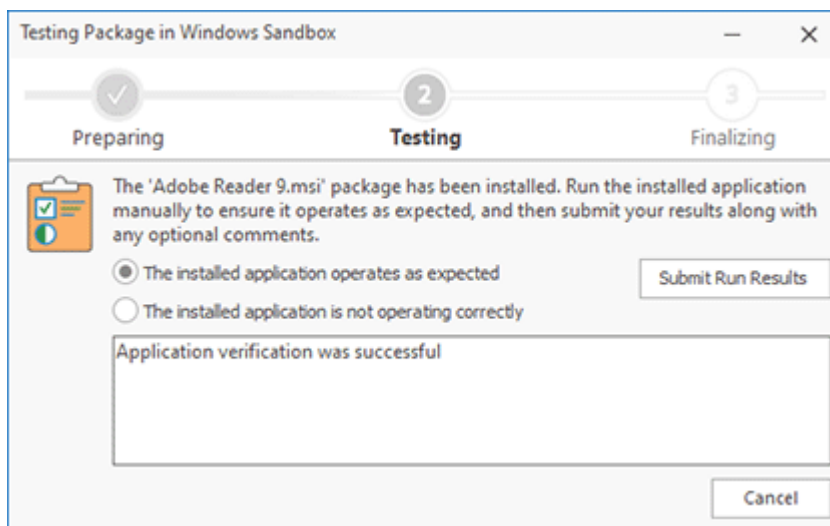 Testing Package in Windows Sandbox
2
3
Preparing
Testing
Finalizing
The 'Adobe Reader 9.msi' package has been installed. Run the installed application
manually to ensure it operates as expected, and then submit your results along with
any optional comments.
The installed application operates as expected
Submit Run Results
The installed application is not operating correctly
Application verification was successful
Cancel